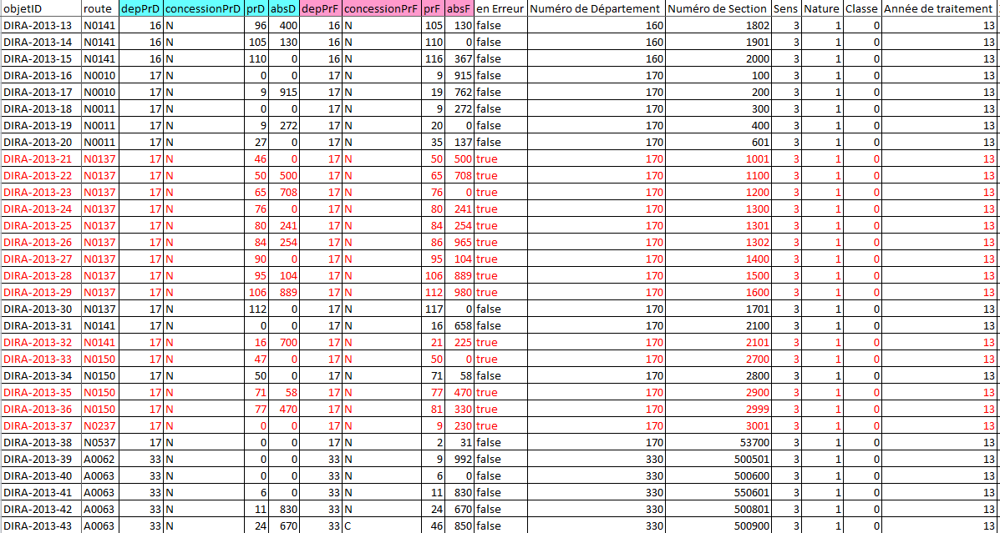 objetID route depPrD concessionPrD prD absD depPrF concessionPrF prF absF en Erreur Numéro de Département Numéro de Section Sens Nature Classe Année de traitement
DIRA-2013-13 N0141 16 N 96 400 16 N 105 130 false 160 1802 3 1 0 13
DIRA-2013-14 N0141 16 N 105 130 16 N 110 0 false 160 1901 3 1 0 13
DIRA-2013-15 N0141 16 N 110 0 16 N 116 367 false 160 2000 3 1 0 13
DIRA-2013-16 N0010 17 N 0 0 17 N 9 915 false 170 100 3 1 0 13
DIRA-2013-17 N0010 17 N 9 915 17 N 19 762 false 170 200 3 1 0 13
DIRA-2013-18 N0011 17 N 0 0 17 N 9 272 false 170 300 3 1 0 13
DIRA-2013-19 N0011 17 N 9 272 17 N 20 0 false 170 400 3 1 0 13
DIRA-2013-20 N0011 17 N 27 0 17 N 35 137 false 170 601 3 1 0 13
DIRA-2013-21 N0137 17 N 46 0 17 N 50 500 true 170 1001 3 1 0 13
DIRA-2013-22 N0137 17 N 50 500 17 N 65 708 true 170 1100 3 1 0 13
DIRA-2013-23 N0137 17 N 65 708 17 N 76 0 true 170 1200 3 1 0 13
DIRA-2013-24 N0137 17 N 76 0 17 N 80 241 true 170 1300 3 1 0 13
DIRA-2013-25 N0137 17 N 80 241 17 N 84 254 true 170 1301 3 1 0 13
DIRA-2013-26 N0137 17 N 84 254 17 N 86 965 true 170 1302 3 1 0 13
DIRA-2013-27 N0137 17 N 90 0 17 N 95 104 true 170 1400 3 1 0 13
DIRA-2013-28 N0137 17 N 95 104 17 N 106 889 true 170 1500 3 1 0 13
DIRA-2013-29 N0137 17 N 106 889 17 N 112 980 true 170 1600 3 1 0 13
DIRA-2013-30 N0137 17 N 112 0 17 N 117 0 false 170 1701 3 1 0 13
DIRA-2013-31 N0141 17 N 0 0 17 N 16 658 false 170 2100 3 1 0 13
DIRA-2013-32 N0141 17 N 16 700 17 N 21 225 true 170 2101 3 1 0 13
DIRA-2013-33 N0150 17 N 47 0 17 N 50 0 true 170 2700 3 1 0 13
DIRA-2013-34 N0150 17 N 50 0 17 N 71 58 false 170 2800 3 1 0 13
DIRA-2013-35 N0150 17 N 71 58 17 N 77 470 true 170 2900 3 1 0 13
DIRA-2013-36 N0150 17 N 77 470 17 N 81 330 true 170 2999 3 1 0 13
DIRA-2013-37 N0237 17 N 0 0 17 N 9 230 true 170 3001 3 1 0 13
DIRA-2013-38 N0537 17 N 0 0 17 N 2 31 false 170 53700 3 1 0 13
DIRA-2013-39 A0062 33 N 0 0 33 N 9 992 false 330 500501 3 1 0 13
DIRA-2013-40 A0063 33 N 0 0 33 N 6 0 false 330 500600 3 1 0 13
DIRA-2013-41 A0063 33 N 6 0 33 N 11 830 false 330 550601 3 1 0 13
DIRA-2013-42 A0063 33 N 11 830 33 N 24 670 false 330 500801 3 1 0 13
DIRA-2013-43 A0063 33 N 24 670 33 C 46 850 false 330 500900 3 1 0 13